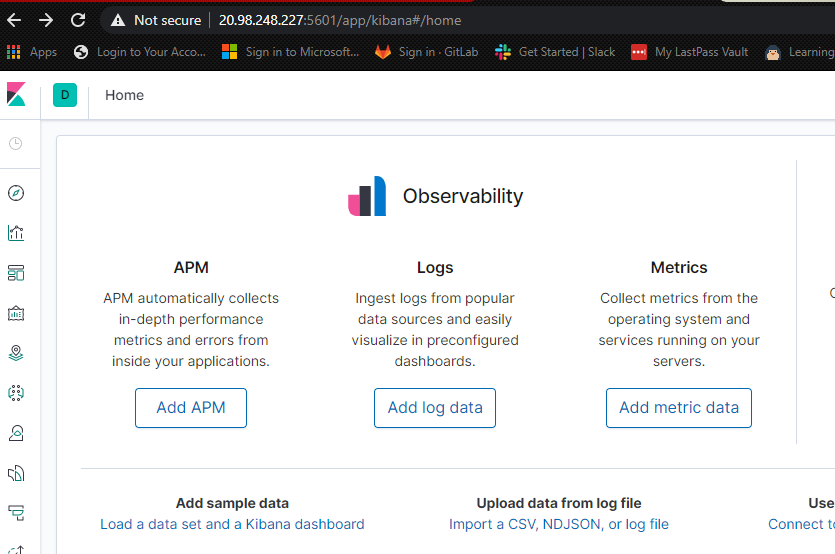 Not secure | 20.98.248.227:5601/app/kibana#/home
Apps Login to Your Acco... Sign in to Microsoft... Sign in · GitLab Get Started | Slack My LastPass Vault Learning
D Home
Observability
APM
APM automatically collects
in-depth performance
metrics and errors from
inside your applications.
Add APM
Logs
Ingest logs from popular
data sources and easily
visualize in preconfigured
dashboards.
Add log data
Metrics
Collect metrics from the
operating system and
services running on your
servers.
Add metric data
Add sample data
Load a data set and a Kibana dashboard
Upload data from log file
Import a CSV, NDJSON, or log file
Use
Connect to